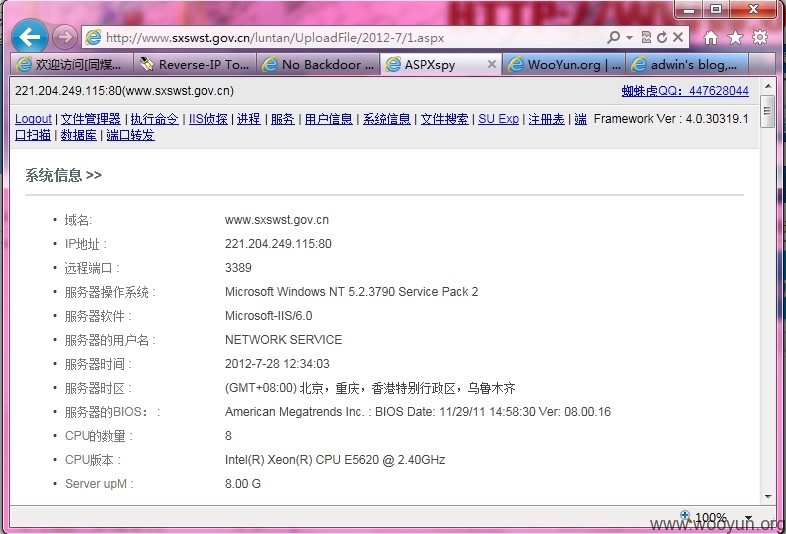 HTTP://
http://www.sxswst.gov.cn/luntan/UploadFile/2012-7/1.aspx
欢迎访问[同煤... Reverse-IP To... No Backdoor ... ASPXspy WooYun.org | ... adwin's blog,...
221.204.249.115:80(www.sxswst.gov.cn) 蜘蛛虎QQ：447628044
Logout | 文件管理器 | 执行命令 | IIS侦探 | 进程 | 服务 | 用户信息 | 系统信息 | 文件搜索 | SU Exp | 注册表 | 端 Framework Ver : 4.0.30319.1
口扫描 | 数据库 | 端口转发
系统信息 >>
域名: www.sxswst.gov.cn
IP地址 : 221.204.249.115:80
远程端口 : 3389
服务器操作系统 : Microsoft Windows NT 5.2.3790 Service Pack 2
服务器软件 : Microsoft-IIS/6.0
服务器的用户名 : NETWORK SERVICE
服务器时间 : 2012-7-28 12:34:03
服务器时区 : (GMT+08:00) 北京，重庆，香港特别行政区，乌鲁木齐
服务器的BIOS： : American Megatrends Inc. : BIOS Date: 11/29/11 14:58:30 Ver: 08.00.16
CPU的数量 : 8
CPU版本 : Intel(R) Xeon(R) CPU E5620 @ 2.40GHz
Server upM : 8.00 G
100%
www.wooyun.org